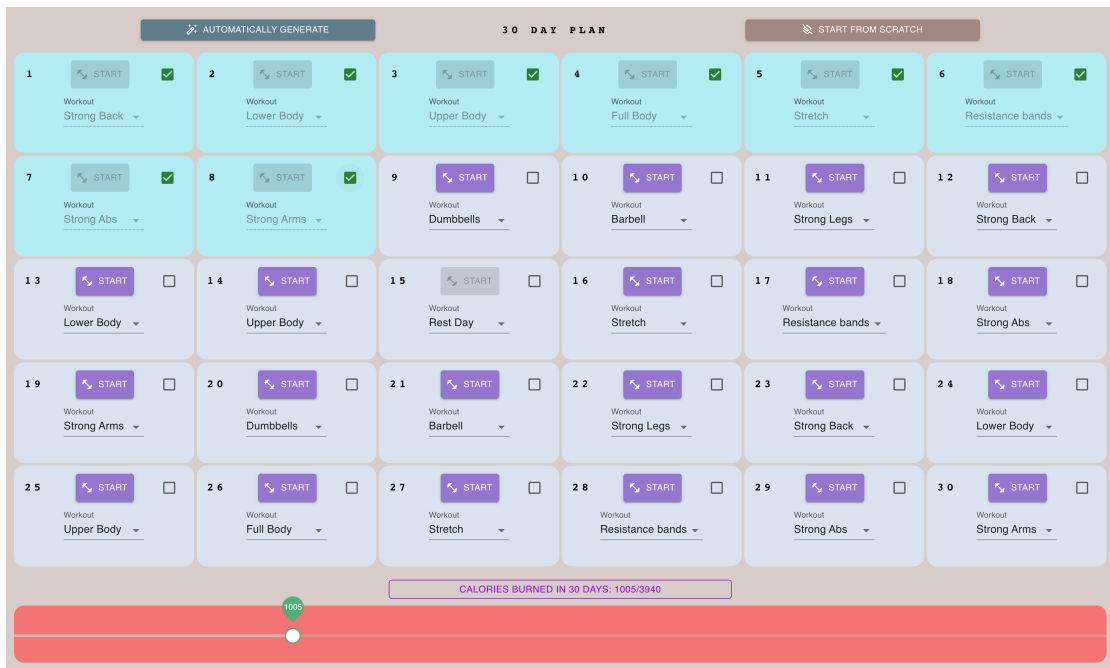 AUTOMATICALLY GENERATE 30 DAY PLAN START FROM SCRATCH
1 START 2 START 3 START 4 START 5 START 6 START
Workout Workout Workout Workout Workout Workout
Strong Back Lower Body Upper Body Full Body Stretch Resistance bands
7 START 8 START 9 START 10 START 11 START 12 START
Workout Workout Workout Workout Workout Workout
Strong Abs Strong Arms Dumbbells Barbell Strong Legs Strong Back
13 START 14 START 15 START 16 START 17 START 18 START
Workout Workout Workout Workout Workout Workout
Lower Body Upper Body Rest Day Stretch Resistance bands Strong Abs
19 START 20 START 21 START 22 START 23 START 24 START
Workout Workout Workout Workout Workout Workout
Strong Arms Dumbbells Barbell Strong Legs Strong Back Lower Body
25 START 26 START 27 START 28 START 29 START 30 START
Workout Workout Workout Workout Workout Workout
Upper Body Full Body Stretch Resistance bands Strong Abs Strong Arms
CALORIES BURNED IN 30 DAYS: 1005/3940
1005